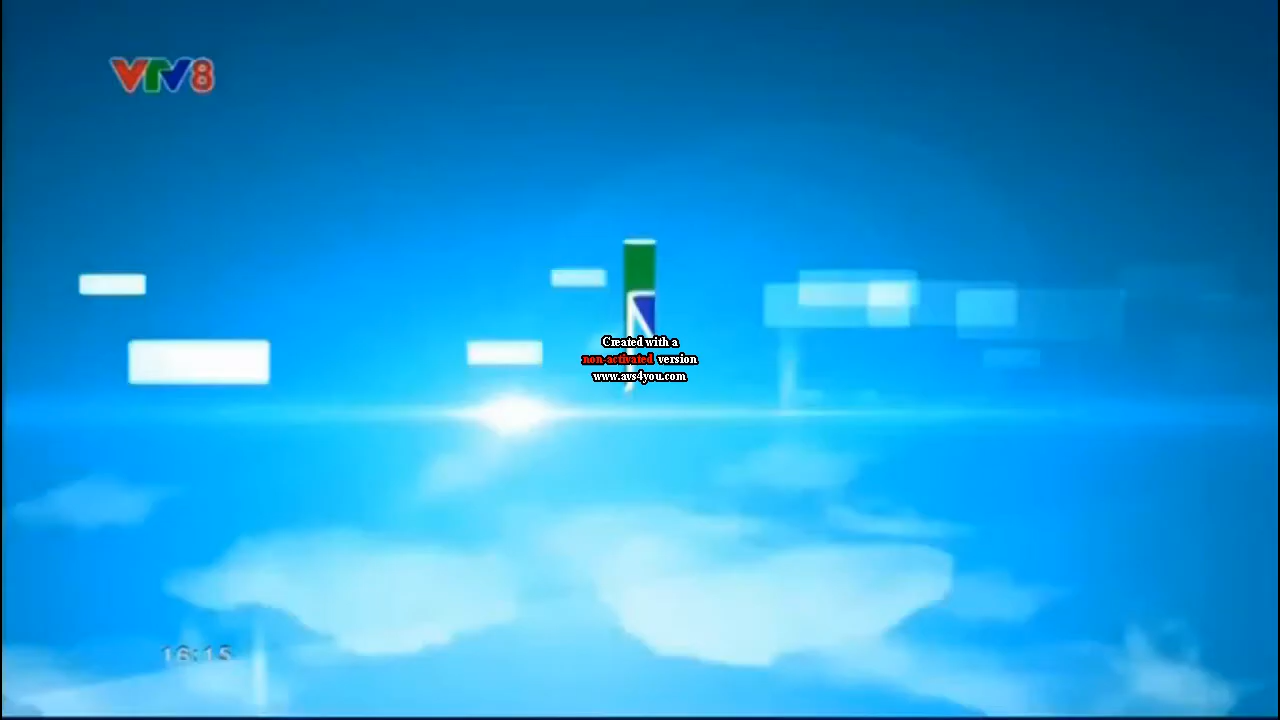 VTV8
Created with a
non-activated version
www.avs4you.com
16:15